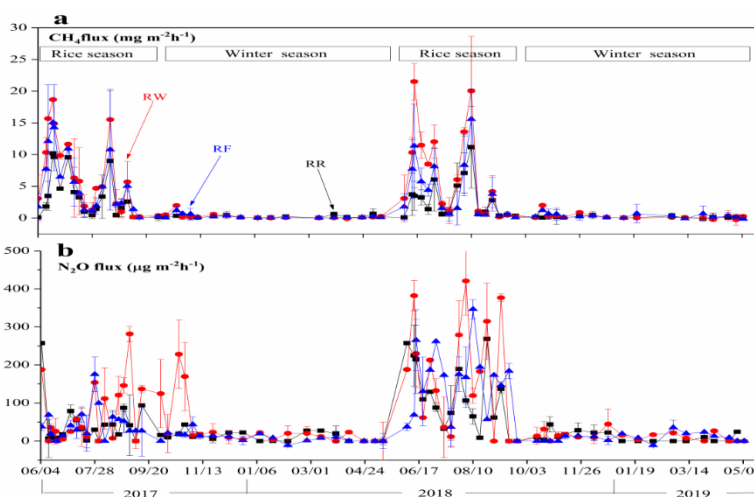 a
CH₄flux (mg m⁻²h⁻¹)
Rice season Winter season Rice season Winter season
30
25
20
15
10
5
0
RW
RF
RR
b
N₂O flux (μg m⁻²h⁻¹)
500
400
300
200
100
0
06/04 07/28 09/20 11/13 01/06 03/01 04/24 06/17 08/10 10/03 11/26 01/19 03/14 05/0
2017 2018 2019